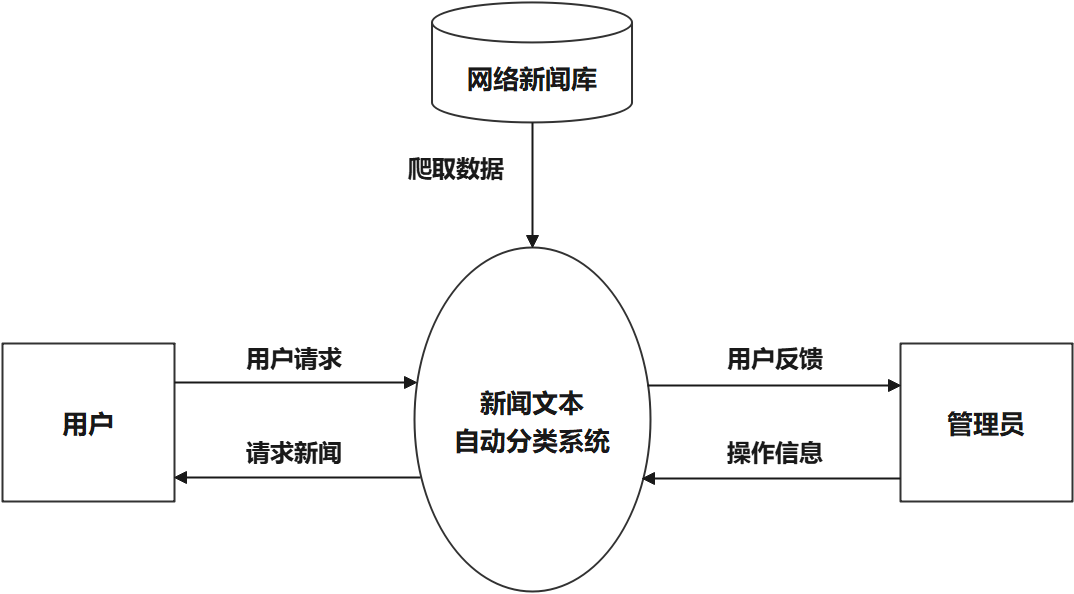 网络新闻库
爬取数据
用户请求
用户反馈
用户
新闻文本
自动分类系统
管理员
请求新闻
操作信息